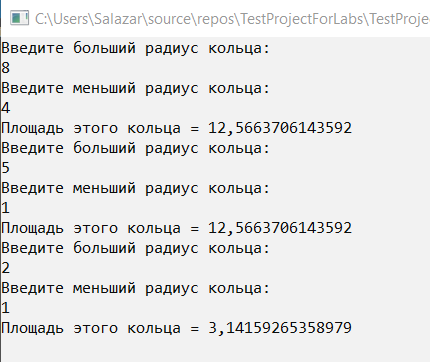 C:\Users\Salazar\source\repos\TestProjectForLabs\TestProje
Введите больший радиус кольца:
8
Введите меньший радиус кольца:
4
Площадь этого кольца = 12,5663706143592
Введите больший радиус кольца:
5
Введите меньший радиус кольца:
1
Площадь этого кольца = 12,5663706143592
Введите больший радиус кольца:
2
Введите меньший радиус кольца:
1
Площадь этого кольца = 3,14159265358979